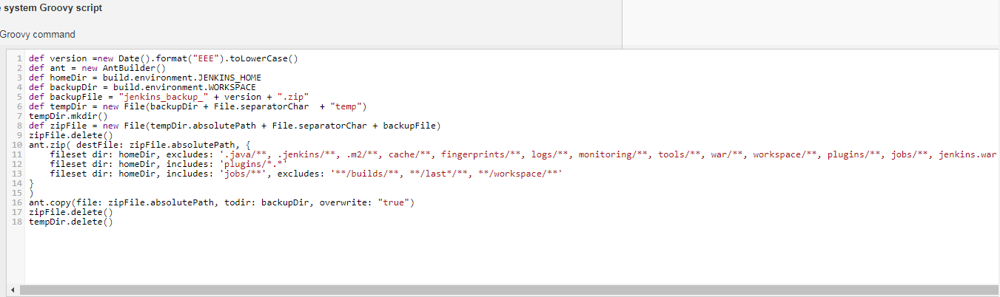 system Groovy script
Groovy command
1 def version =new Date().format("EEE").toLowerCase()
2 def ant = new AntBuilder()
3 def homeDir = build.environment.JENKINS_HOME
4 def backupDir = build.environment.WORKSPACE
5 def backupFile = "jenkins_backup_" + version + ".zip"
6 def tempDir = new File(backupDir + File.separatorChar  + "temp")
7 tempDir.mkdir()
8 def zipFile = new File(tempDir.absolutePath + File.separatorChar + backupFile)
9 zipFile.delete()
10 ant.zip( destFile: zipFile.absolutePath, {
11     fileset dir: homeDir, excludes: '.java/**, .jenkins/**, .m2/**, cache/**, fingerprints/**, logs/**, monitoring/**, tools/**, war/**, workspace/**, plugins/**, jobs/**, jenkins.war
12     fileset dir: homeDir, includes: 'plugins/*.*'
13     fileset dir: homeDir, includes: 'jobs/**', excludes: '**/builds/**, **/last*/**, **/workspace/**'
14 }
15 )
16 ant.copy(file: zipFile.absolutePath, todir: backupDir, overwrite: "true")
17 zipFile.delete()
18 tempDir.delete()